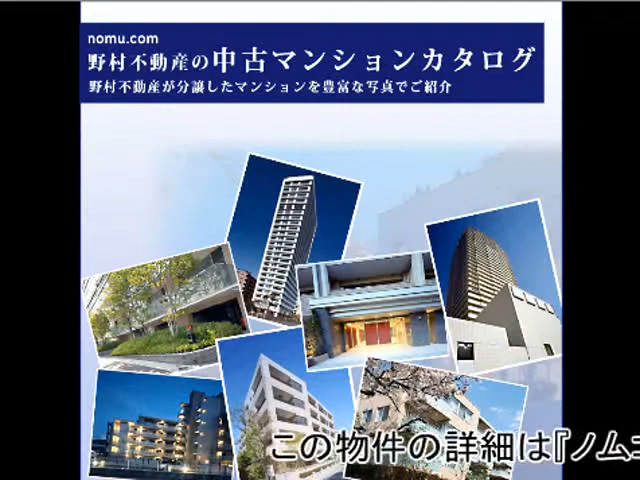 nomu.com
野村不動産の中古マンションカタログ
野村不動産が分譲したマンションを豊富な写真でご紹介
この物件の詳細は『ノム